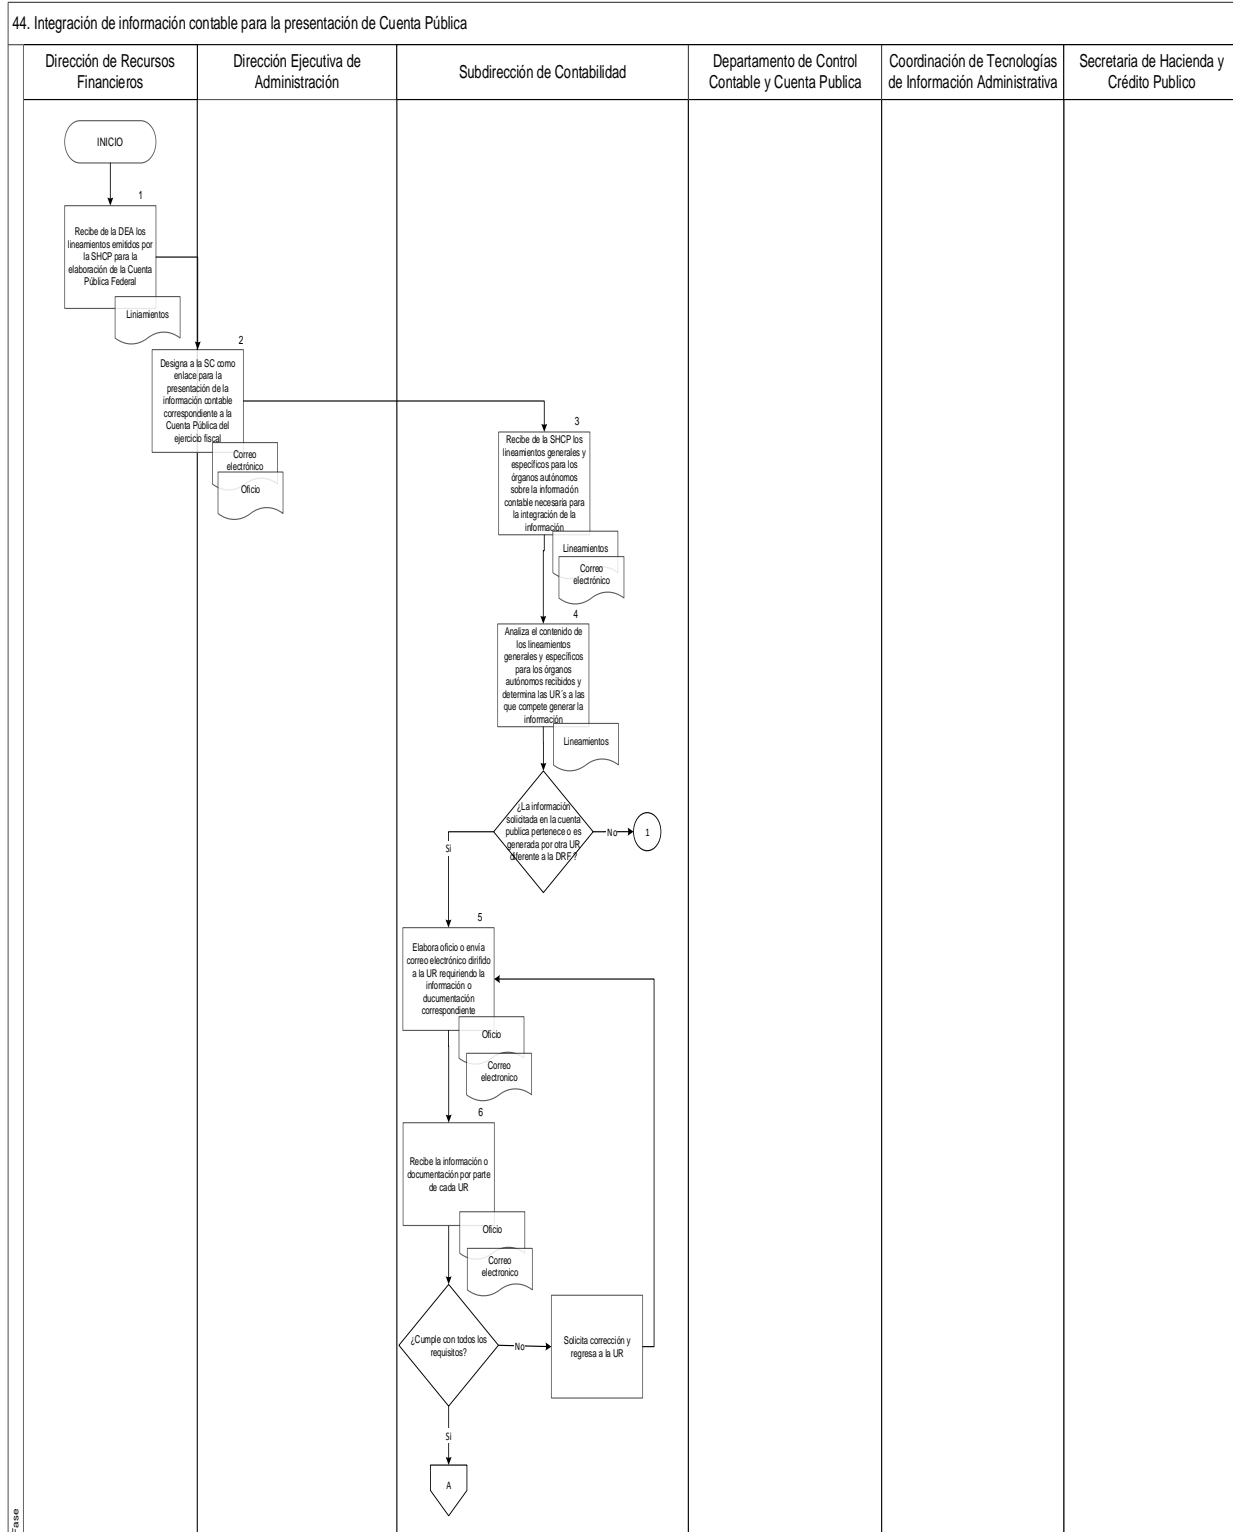 44. Integración de información contable para la presentación de Cuenta Pública
Dirección de Recursos
Financieros
Dirección Ejecutiva de
Administración
Subdirección de Contabilidad
Departamento de Control
Contable y Cuenta Publica
Coordinación de Tecnologías
de Información Administrativa
Secretaria de Hacienda y
Crédito Publico
INICIO
1
Recibe de la DEA los
lineamientos emitidos por
la SHCP para la
elaboración de la Cuenta
Pública Federal
Liniamientos
2
Designa a la SC como
enlace para la
presentación de la
información contable
correspondiente a la
Cuenta Pública del
ejercicio fiscal
Correo
electrónico
Oficio
3
Recibe de la SHCP los
lineamientos generales y
específicos para los
órganos autónomos
sobre la información
contable necesaria para
la integración de la
información
Lineamientos
Correo
electrónico
4
Analiza el contenido de
los lineamientos
generales y específicos
para los órganos
autónomos recibidos y
determina las UR´s a las
que compete generar la
información
Lineamientos
¿La información
solicitada en la cuenta
publica pertenece o es
generada por otra UR
diferente a la DRF?
No
1
Si
5
Elabora oficio o envía
correo electrónico dirifido
a la UR requiriendo la
información o
ducumentación
correspondiente
Oficio
Correo
electronico
6
Recibe la información o
documentación por parte
de cada UR
Oficio
Correo
electronico
¿Cumple con todos los
requisitos?
No
Solicita corrección y
regresa a la UR
Si
A
Fase